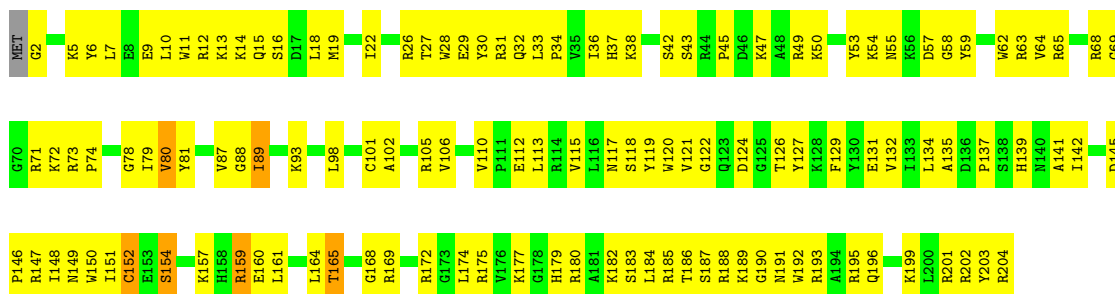 MET G2 K5 Y6 L7 E8 E9 L10 W11 R12 K13 K14 Q15 S16 D17 L18 M19 I22 R26 T27 W28 E29 Y30 R31 Q32 L33 P34 V35 I36 H37 K38 S42 S43 R44 P45 D46 K47 A48 R49 K50 Y53 K54 N55 K56 D57 G58 Y59 W62 R63 V64 R65 R68 G69
G70 R71 K72 R73 P74 G78 I79 V80 Y81 V87 G88 I89 K93 L98 C101 A102 R105 V106 V110 P111 E112 L113 R114 V115 L116 N117 S118 Y119 W120 V121 G122 Q123 D124 G125 T126 Y127 K128 F129 Y130 E131 V132 I133 L134 A135 D136 P137 S138 H139 N140 A141 I142 D145
P146 R147 I148 N149 W150 I151 C152 E153 S154 K157 H158 R159 E160 L161 L164 T165 G168 R169 R172 G173 L174 R175 V176 K177 G178 H179 R180 A181 K182 S183 L184 R185 T186 S187 R188 K189 G190 N191 W192 R193 A194 R195 Q196 K199 L200 R201 R202 Y203 R204